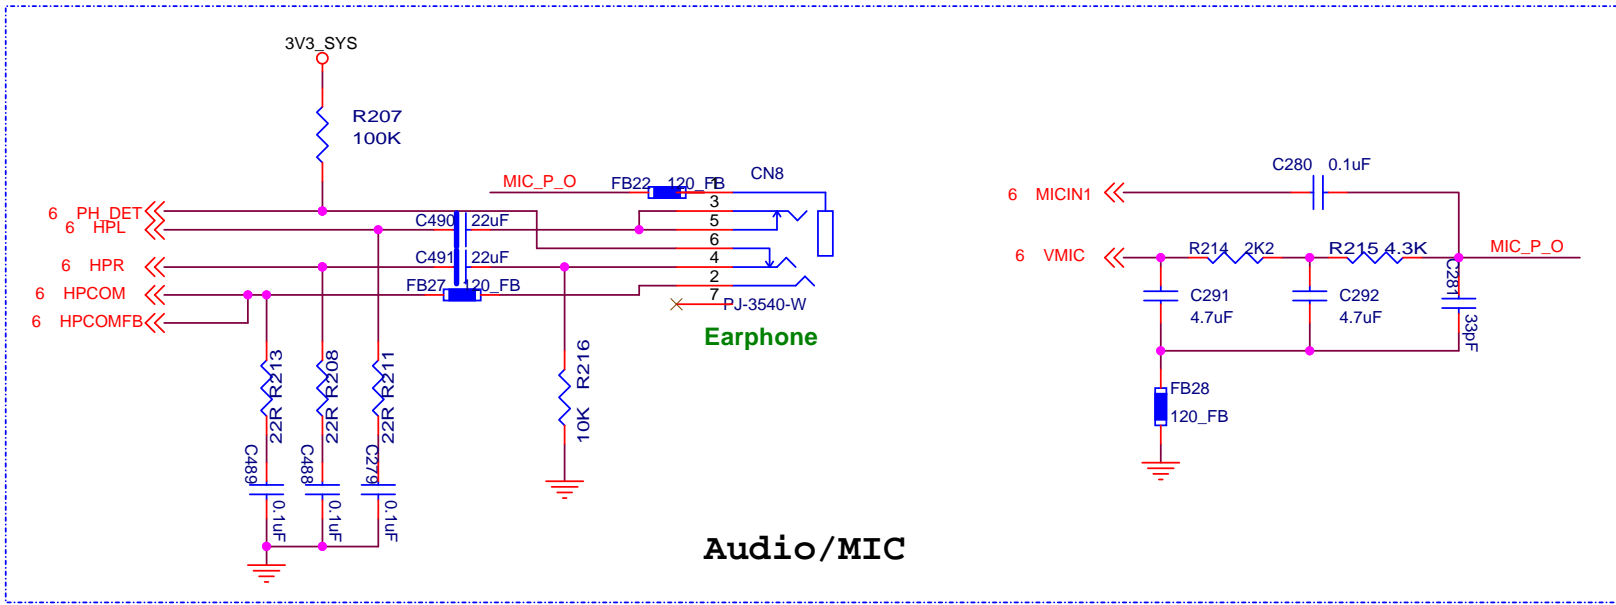 3V3_SYS
R207
100K
MIC_P_O
FB22 120_FB
CN8
1
3
5
6
4
2
7
6 PH_DET
6 HPL
6 HPR
6 HPCOM
6 HPCOMFB
C490 22uF
C491 22uF
FB27 120_FB
PJ-3540-W
Earphone
22R R213
22R R208
22R R211
10K R216
C489
C488
C279
0.1uF
0.1uF
0.1uF
C280 0.1uF
6 MICIN1
6 VMIC
R214 2K2
R215 4.3K
MIC_P_O
C291
4.7uF
C292
4.7uF
C281
33pF
FB28
120_FB
Audio/MIC